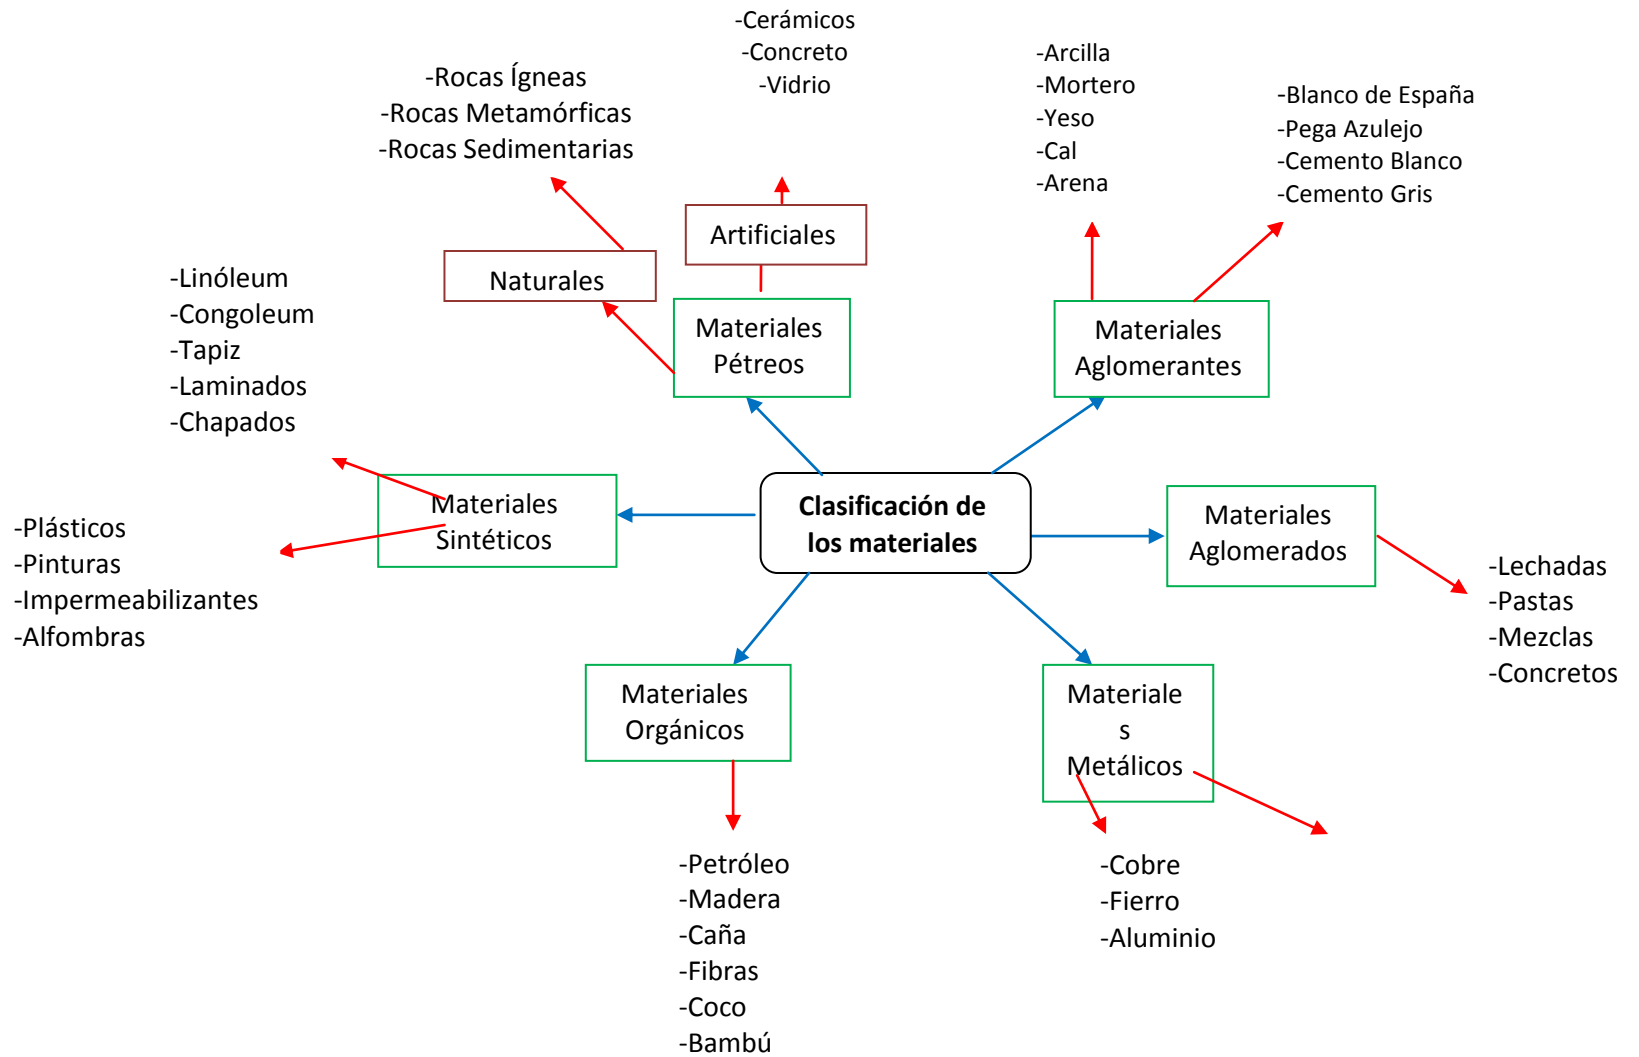 -Cerámicos
-Concreto
-Vidrio
-Rocas Ígneas
-Rocas Metamórficas
-Rocas Sedimentarias
-Arcilla
-Mortero
-Yeso
-Cal
-Arena
-Blanco de España
-Pega Azulejo
-Cemento Blanco
-Cemento Gris
Artificiales
Naturales
-Linóleum
-Congoleum
-Tapiz
-Laminados
-Chapados
Materiales
Pétreos
Materiales
Aglomerantes
Materiales
Sintéticos
Clasificación de
los materiales
Materiales
Aglomerados
-Plásticos
-Pinturas
-Impermeabilizantes
-Alfombras
-Lechadas
-Pastas
-Mezclas
-Concretos
Materiales
Orgánicos
Materiale
s
Metálicos
-Petróleo
-Madera
-Caña
-Fibras
-Coco
-Bambú
-Cobre
-Fierro
-Aluminio